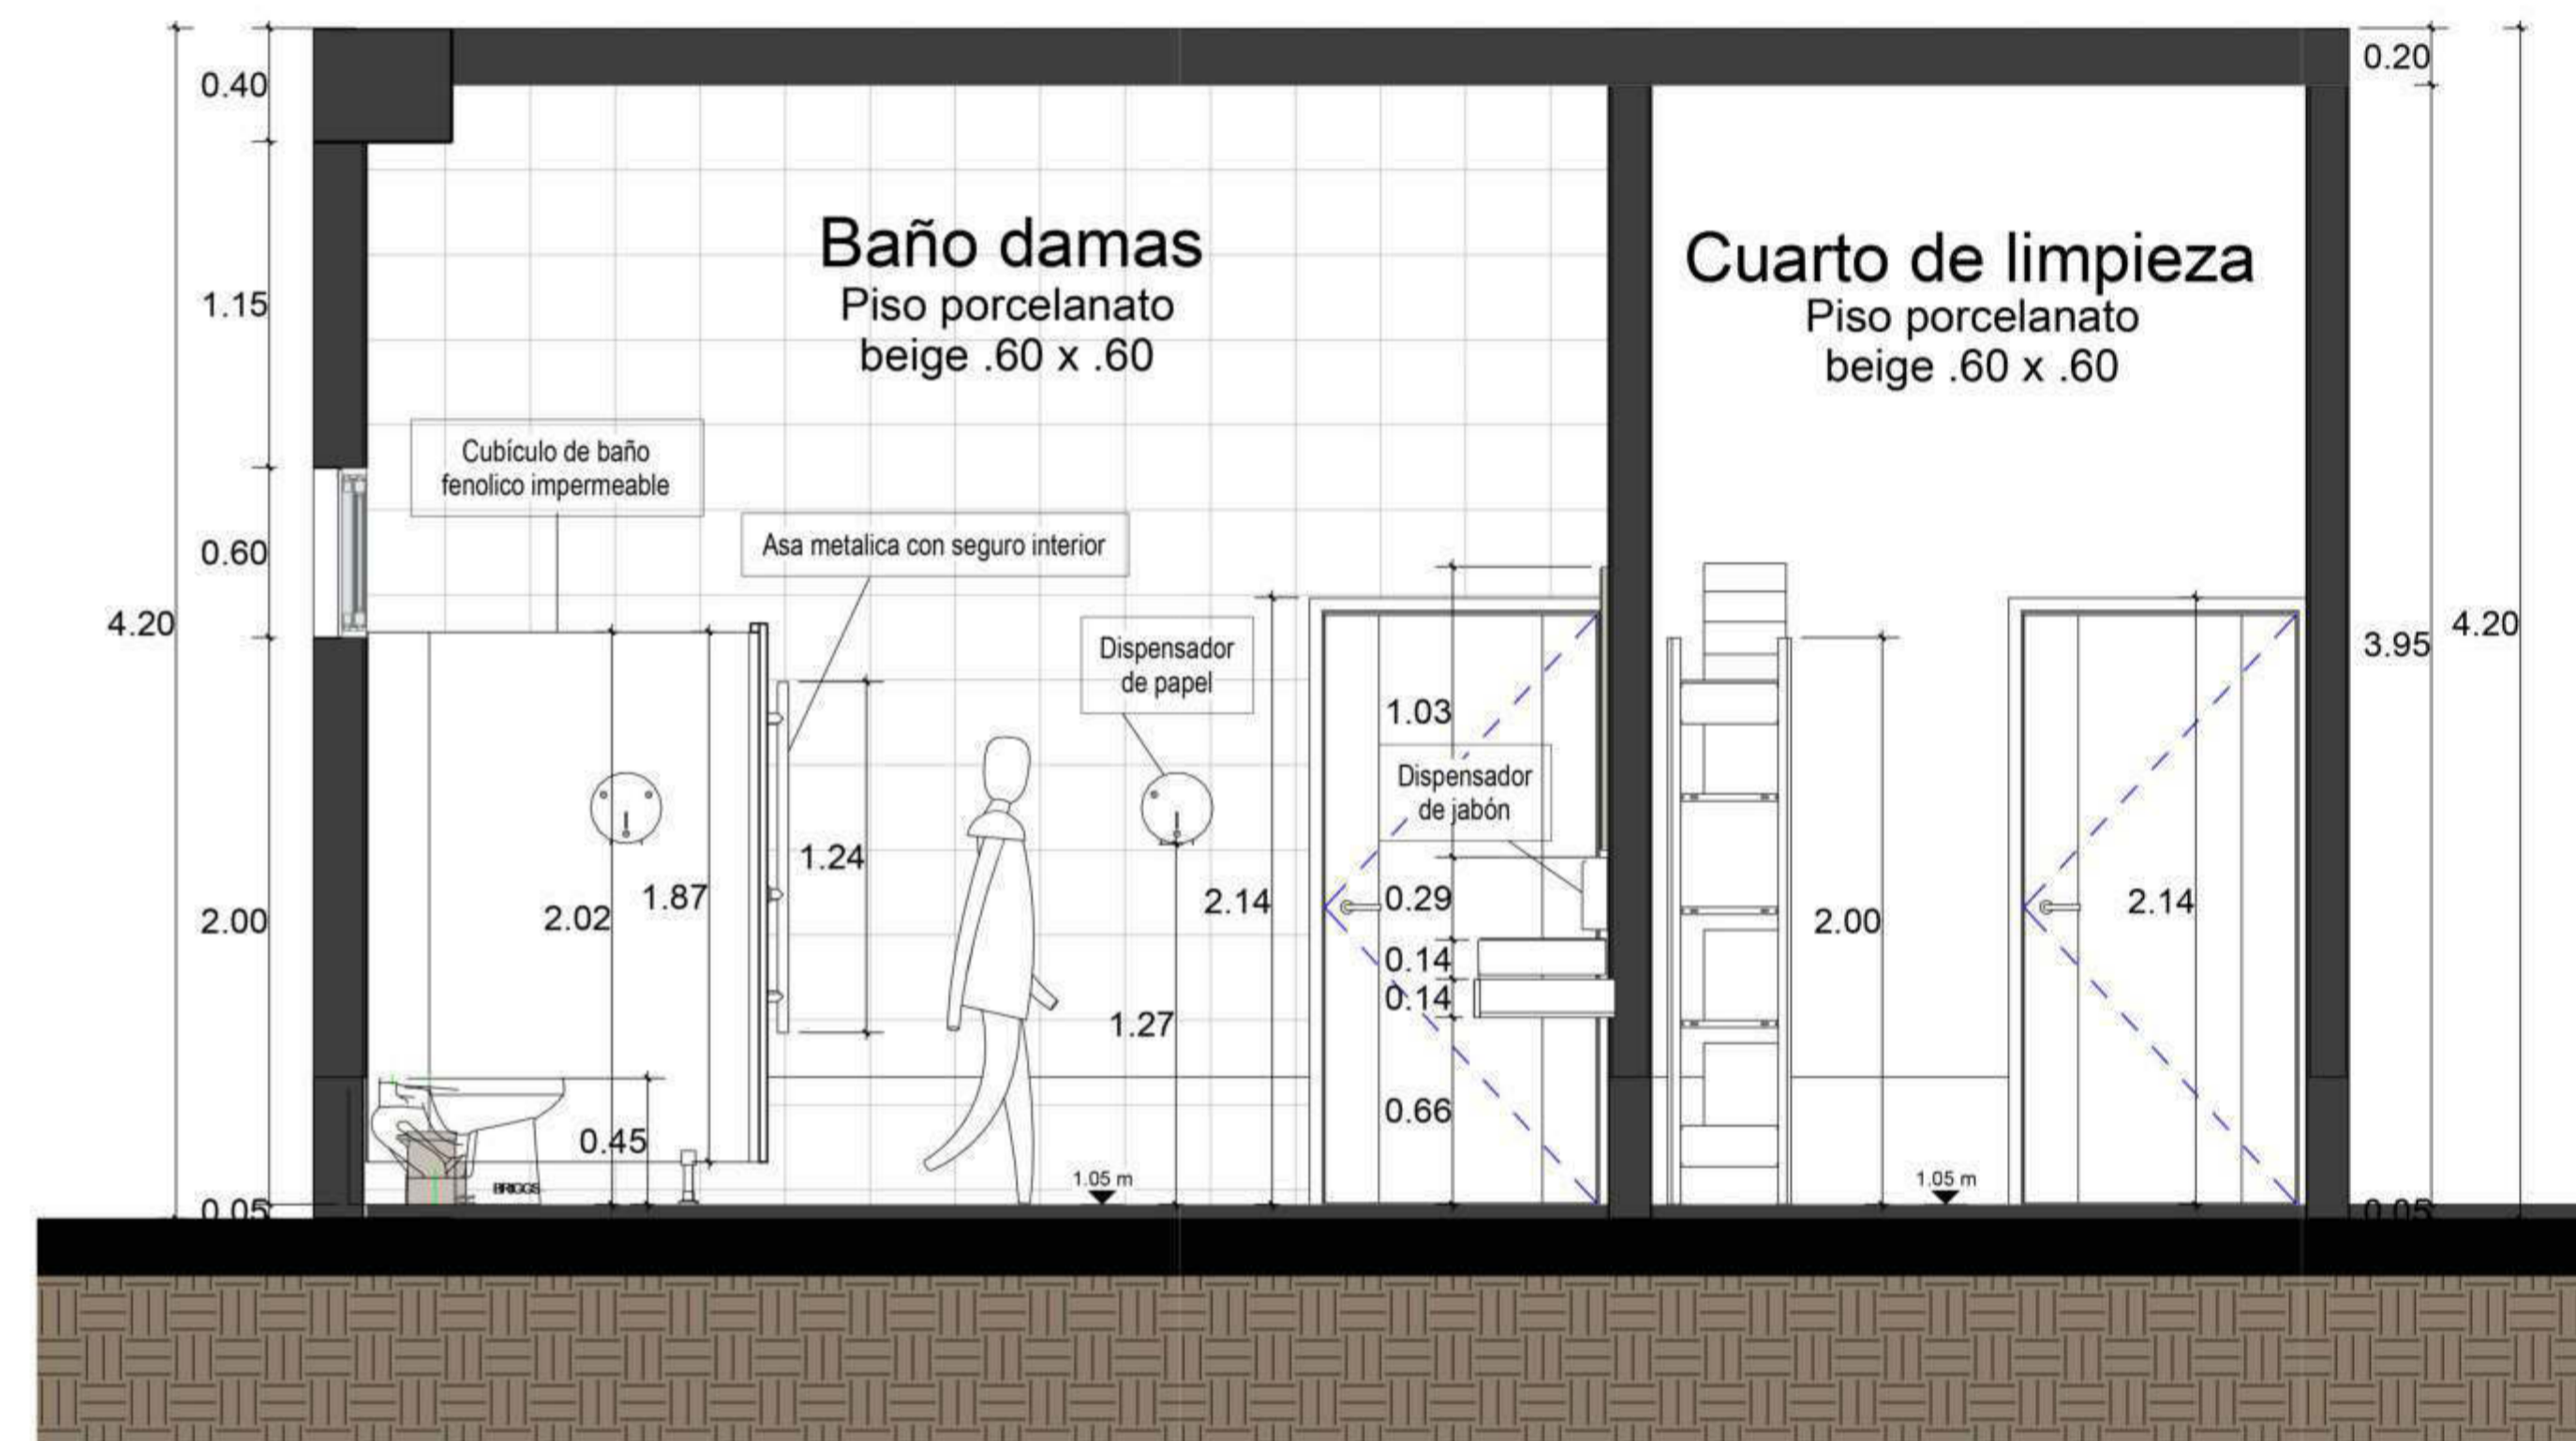 0.40
0.20
Baño damas
Piso porcelanato
beige .60 x .60
Cuarto de limpieza
Piso porcelanato
beige .60 x .60
1.15
Cubículo de baño
fenolico impermeable
0.60
Asa metalica con seguro interior
4.20
Dispensador
de papel
3.95
4.20
1.03
Dispensador
de jabón
1.24
2.02
1.87
2.14
0.29
2.00
2.14
2.00
0.14
0.14
1.27
0.66
0.45
1.05 m
1.05 m
BRIGGS
0.05
0.05